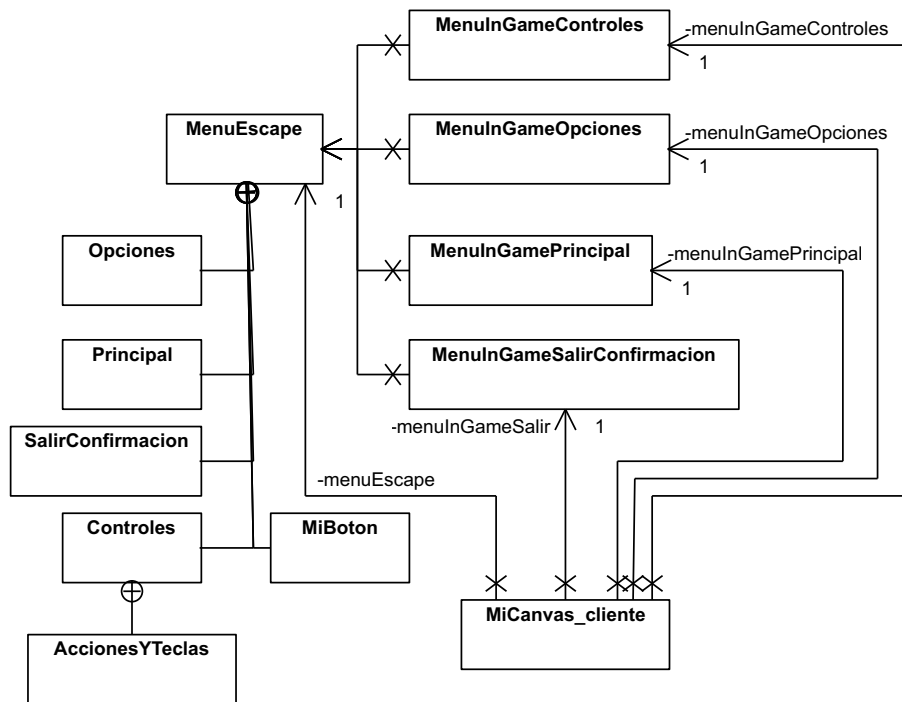 MenuInGameControles
-menuInGameControles
1
MenuEscape
MenuInGameOpciones
-menuInGameOpciones
1
1
Opciones
MenuInGamePrincipal
-menuInGamePrincipal
1
Principal
MenuInGameSalirConfirmacion
SalirConfirmacion
-menuInGameSalir
1
-menuEscape
Controles
MiBoton
MiCanvas_cliente
AccionesYTeclas